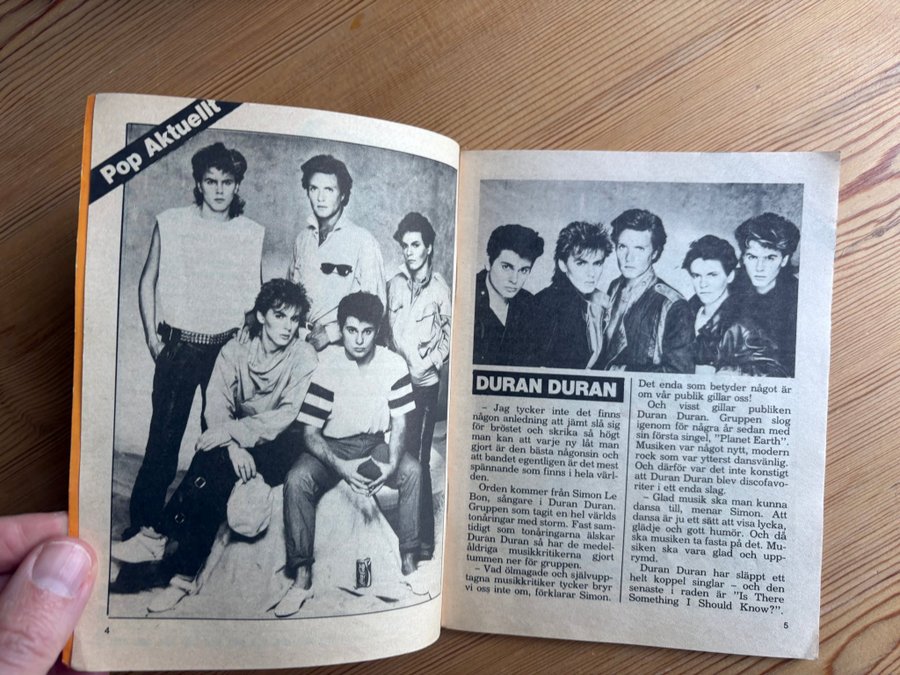 Pop Aktuellt
4
DURAN DURAN
– Jag tycker inte det finns
någon anledning att jämt slå sig
för bröstet och skrika så högt
man kan att varje ny låt man
gjort är den bästa någonsin och
att bandet egentligen är det mest
spännande som finns i hela värl-
den.
Orden kommer från Simon Le
Bon, sångare i Duran Duran.
Gruppen som tagit en hel världs
tonåringar med storm. Fast sam-
tidigt som tonåringarna älskar
Duran Duran så har de medel-
åldriga musikkritikerna gjort
tummen ner för gruppen.
– Vad ölmagade och självupp-
tagna musikkritiker tycker bryr
vi oss inte om, förklarar Simon.
Det enda som betyder något är
om vår publik gillar oss!
Och visst gillar publiken
Duran Duran. Gruppen slog
igenom för några år sedan med
sin första singel, "Planet Earth".
Musiken var något nytt, modern
rock som var ytterst dansvänlig.
Och därför var det inte konstigt
att Duran Duran blev discofavo-
riter i ett enda slag.
– Glad musik ska man kunna
dansa till, menar Simon. Att
dansa är ju ett sätt att visa lycka,
glädje och gott humör. Och då
ska musiken ta fasta på det. Mu-
siken ska vara glad och upp-
rymd.
Duran Duran har släppt ett
helt koppel singlar – och den
senaste i raden är "Is There
Something I Should Know?".
5